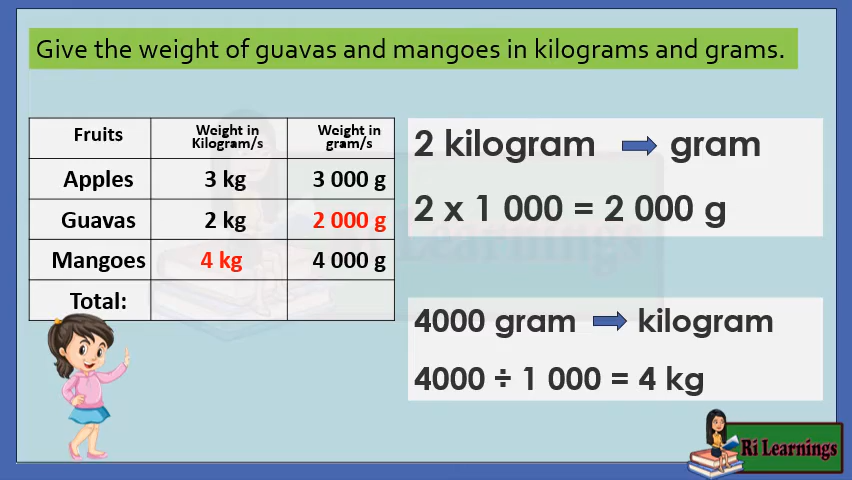 Give the weight of guavas and mangoes in kilograms and grams.
Fruits Weight in Kilogram/s Weight in gram/s
Apples 3 kg 3 000 g
Guavas 2 kg 2 000 g
Mangoes 4 kg 4 000 g
Total:
2 kilogram gram
2 x 1 000 = 2 000 g
4000 gram kilogram
4000 ÷ 1 000 = 4 kg
Ri Learnings
Ri Learnings